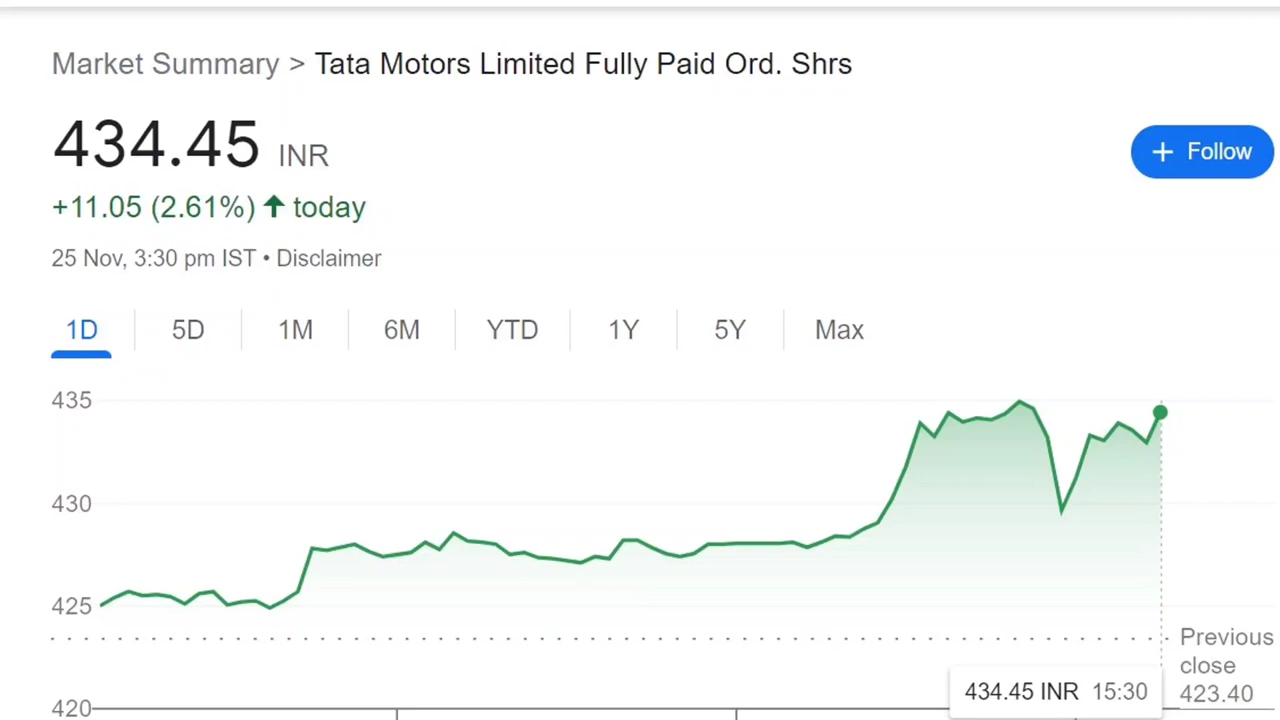 Market Summary > Tata Motors Limited Fully Paid Ord. Shrs
434.45 INR
+ Follow
+11.05 (2.61%) ↑ today
25 Nov, 3:30 pm IST • Disclaimer
1D 5D 1M 6M YTD 1Y 5Y Max
435
430
425
Previous
close
423.40
434.45 INR 15:30
420